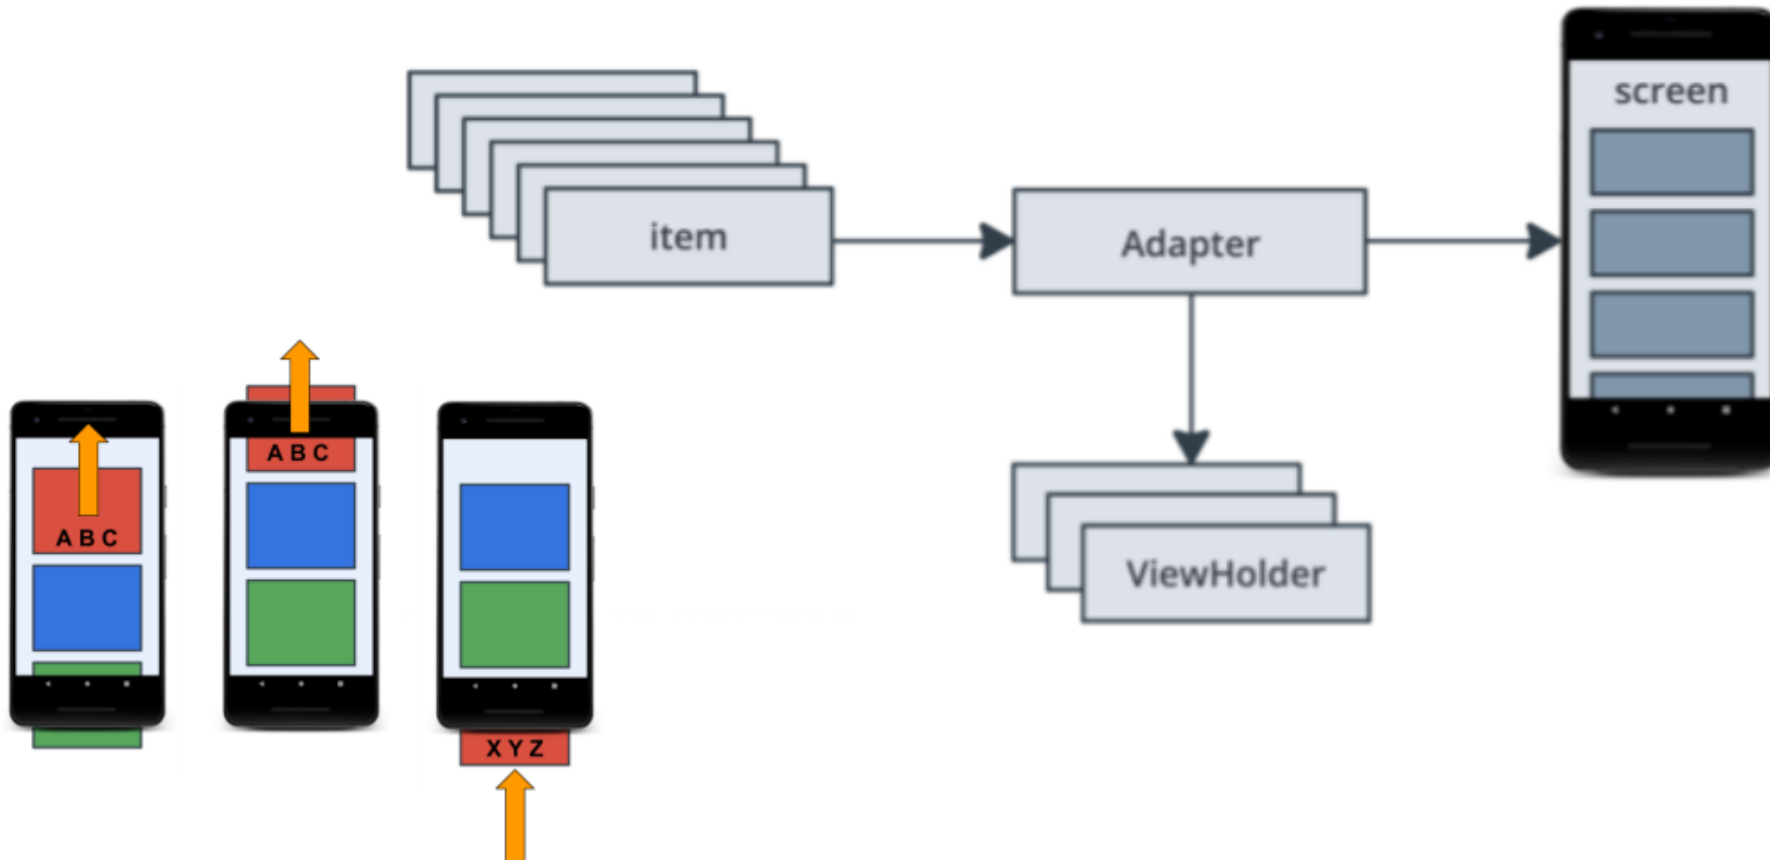 screen
item
Adapter
ViewHolder
A B C
A B C
X Y Z